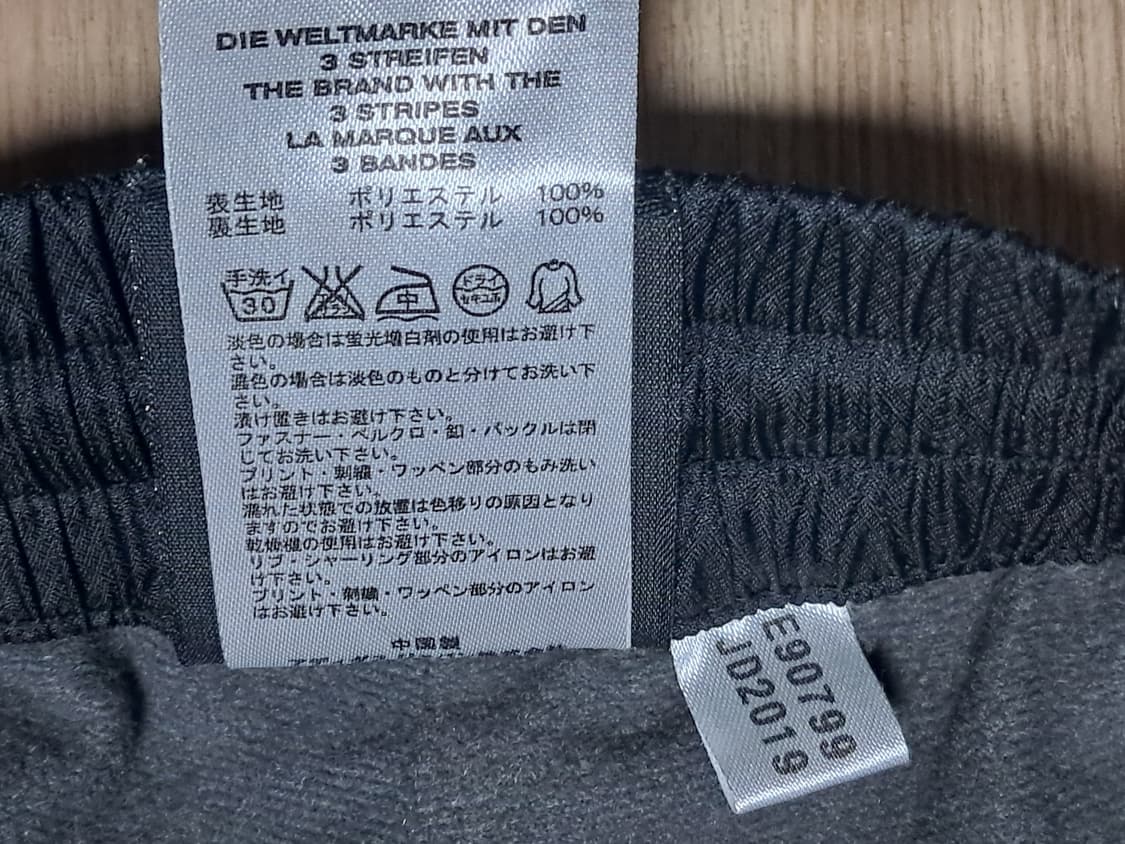 DIE WELTMARKE MIT DEN
3 STREIFEN
THE BRAND WITH THE
3 STRIPES
LA MARQUE AUX
3 BANDES
表生地 ポリエステル 100%
裏生地 ポリエステル 100%
手洗イ
30
中
ドライ
セキユ系
淡色の場合は蛍光増白剤の使用はお避け下
さい。
濃色の場合は淡色のものと分けてお洗い下
さい。
漬け置きはお避け下さい。
ファスナー・ベルクロ・釦・バックルは閉
じてお洗い下さい。
プリント・刺繍・ワッペン部分のもみ洗い
はお避け下さい。
濡れた状態での放置は色移りの原因となり
ますのでお避け下さい。
乾燥機の使用はお避け下さい。
リブ・シャーリング部分のアイロンはお避
け下さい。
プリント・刺繍・ワッペン部分のアイロン
はお避け下さい。
中国製
E90799
JD2019